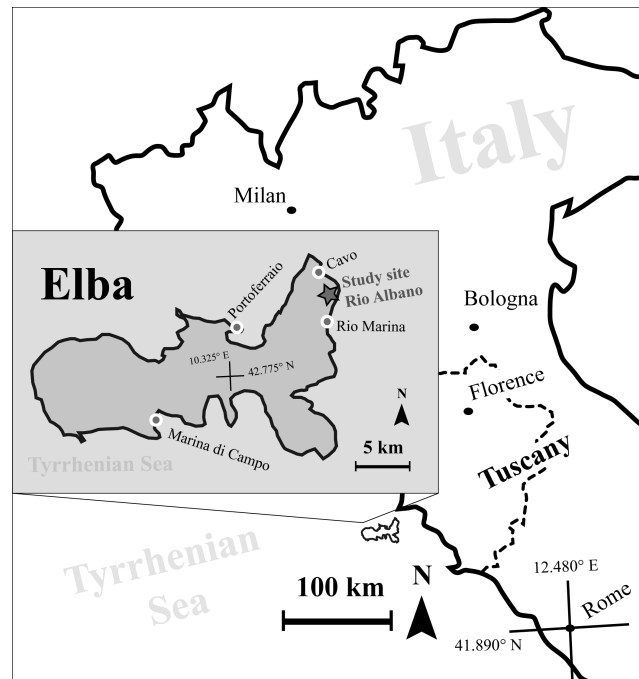 Italy
Milan
Elba
Cavo
Study site
Rio Albano
Portoferraio
Rio Marina
Bologna
10.325° E
42.775° N
Florence
N
5 km
Marina di Campo
Tyrrhenian Sea
Tuscany
Tyrrhenian
Sea
100 km
N
12.480° E
Rome
41.890° N